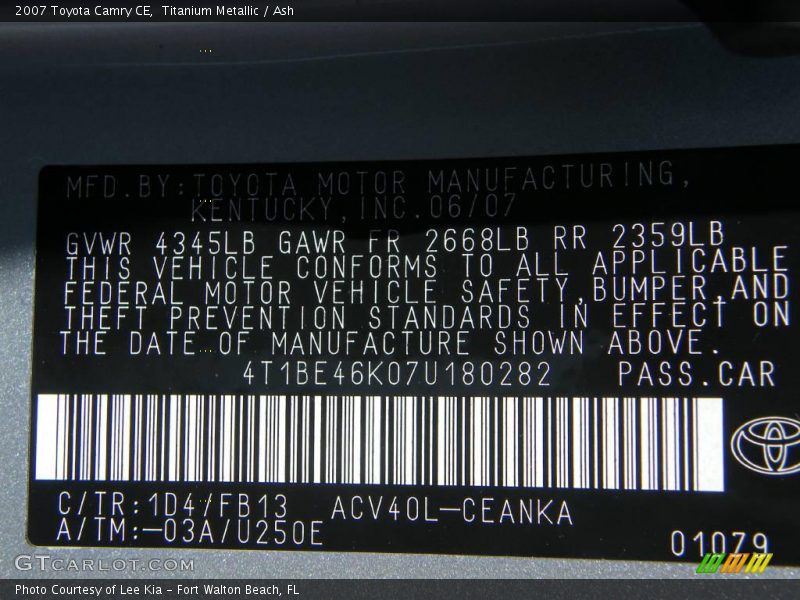 2007 Toyota Camry CE, Titanium Metallic / Ash
MFD.BY:TOYOTA MOTOR MANUFACTURING,
KENTUCKY,INC.06/07
GVWR 4345LB GAWR FR 2668LB RR 2359LB
THIS VEHICLE CONFORMS TO ALL APPLICABLE
FEDERAL MOTOR VEHICLE SAFETY,BUMPER,AND
THEFT PREVENTION STANDARDS IN EFFECT ON
THE DATE OF MANUFACTURE SHOWN ABOVE.
4T1BE46K07U180282 PASS.CAR
C/TR:1D4/FB13 ACV40L-CEANKA
A/TM:-03A/U250E
01079
GTCARLOT.COM
Photo Courtesy of Lee Kia - Fort Walton Beach, FL